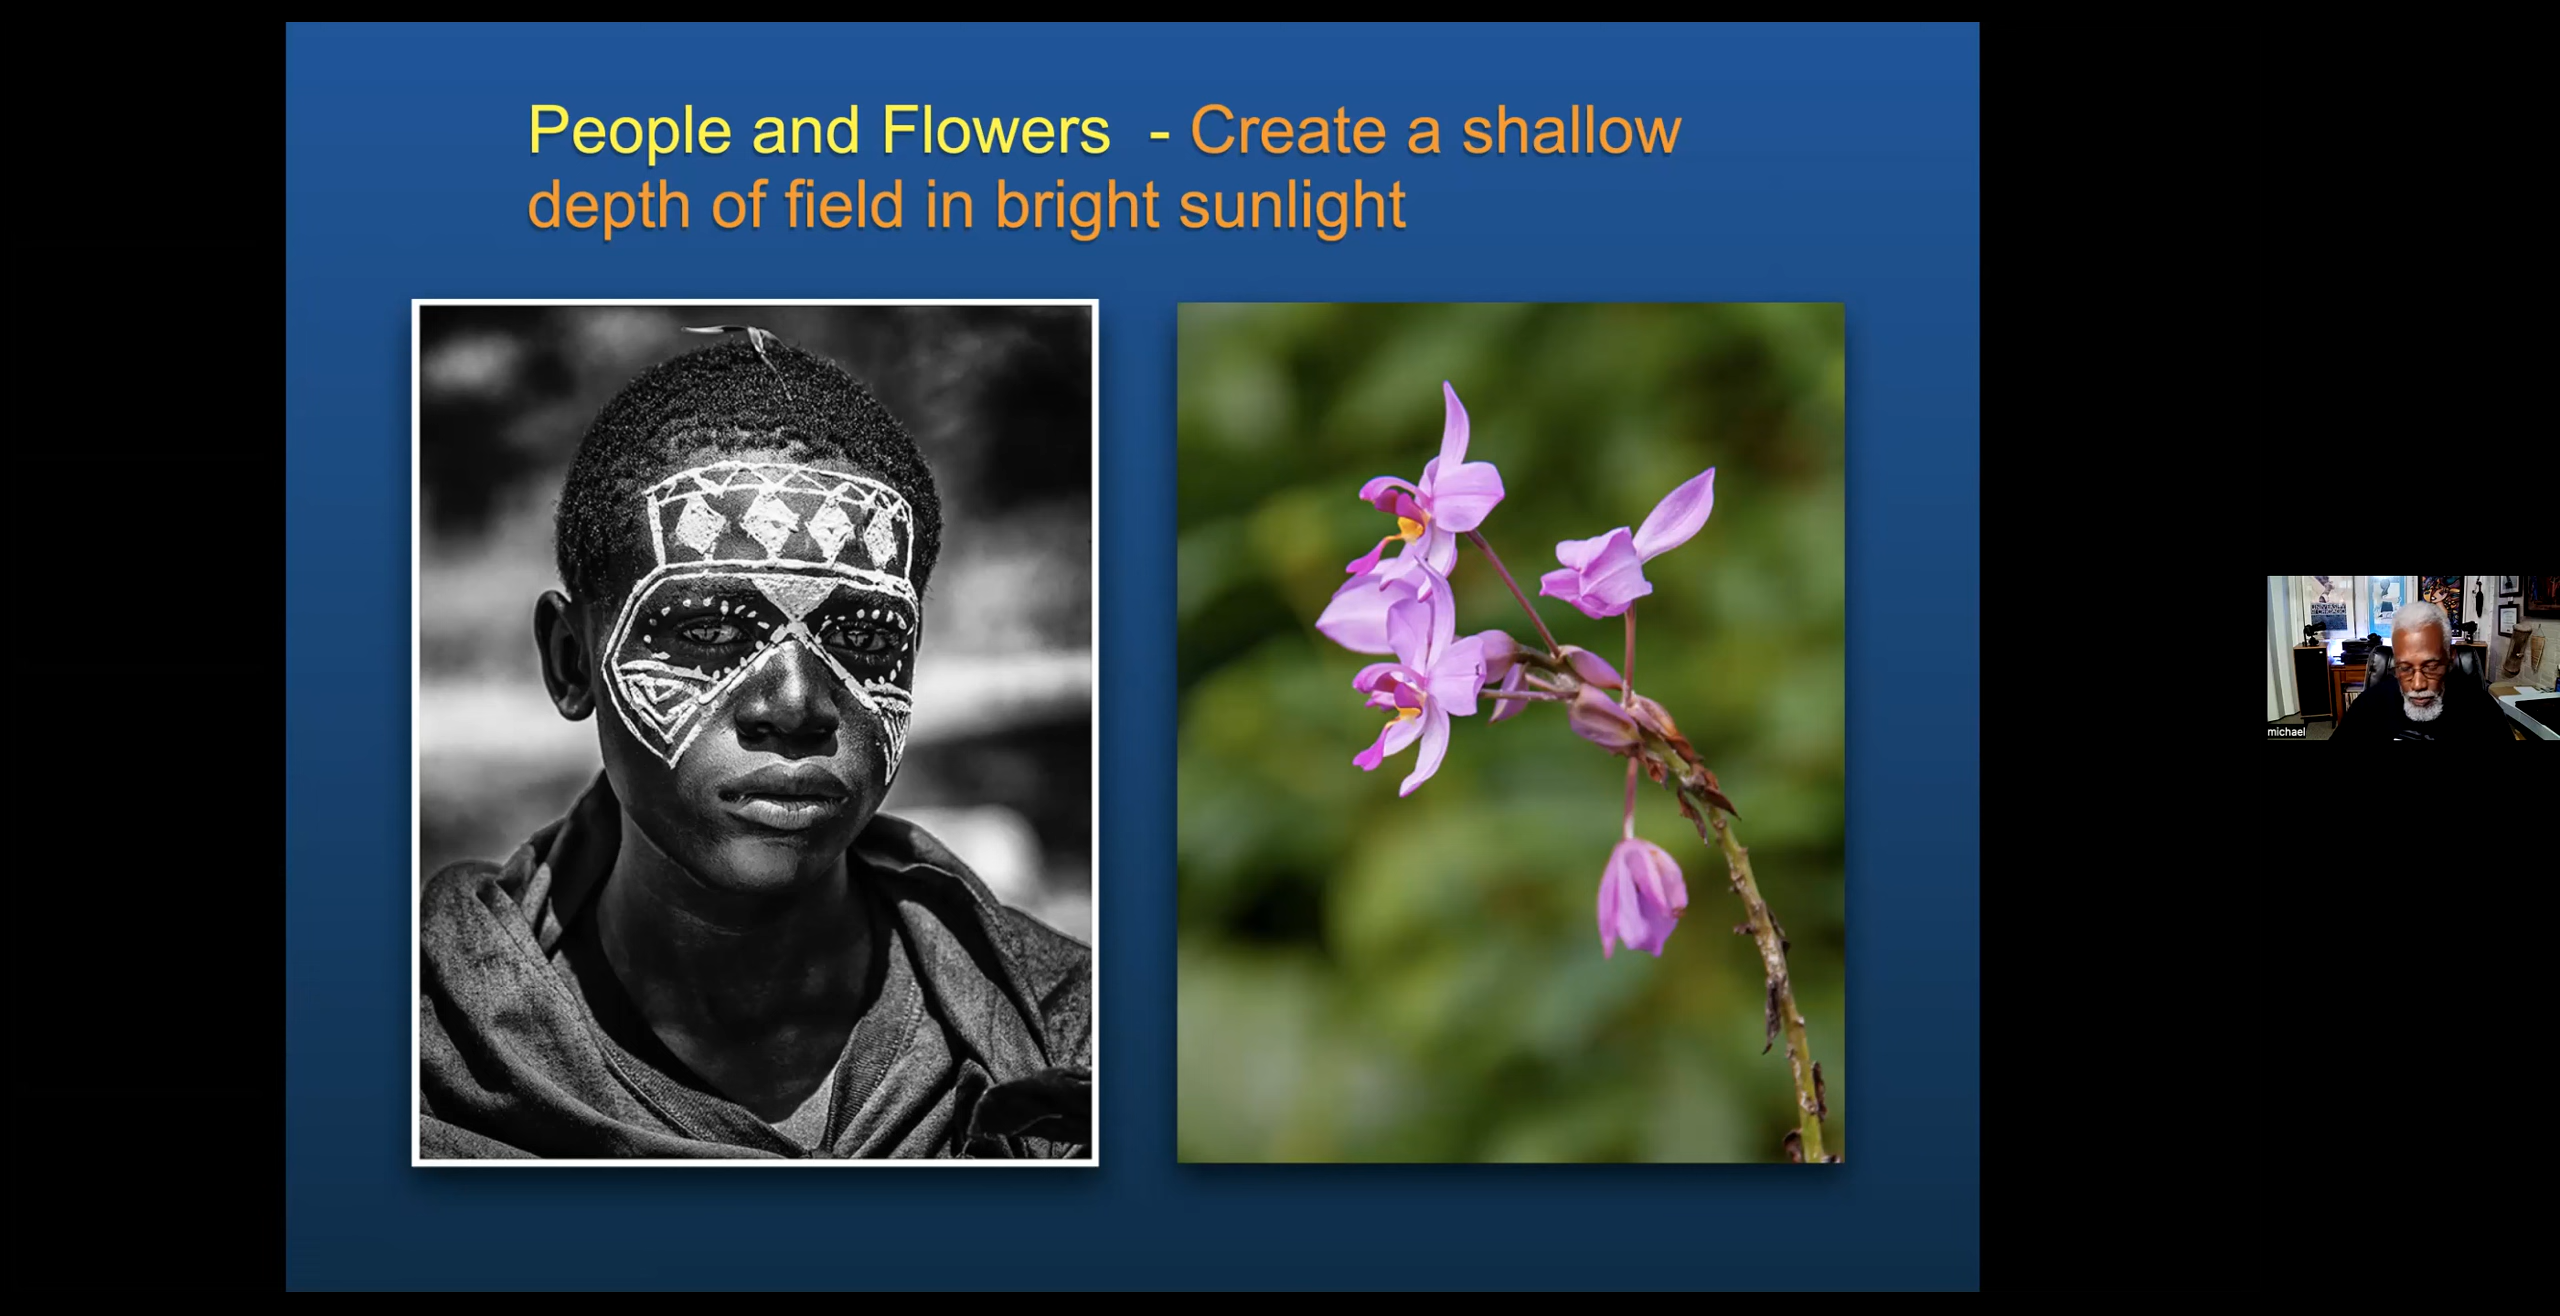 People and Flowers - Create a shallow
depth of field in bright sunlight
michael